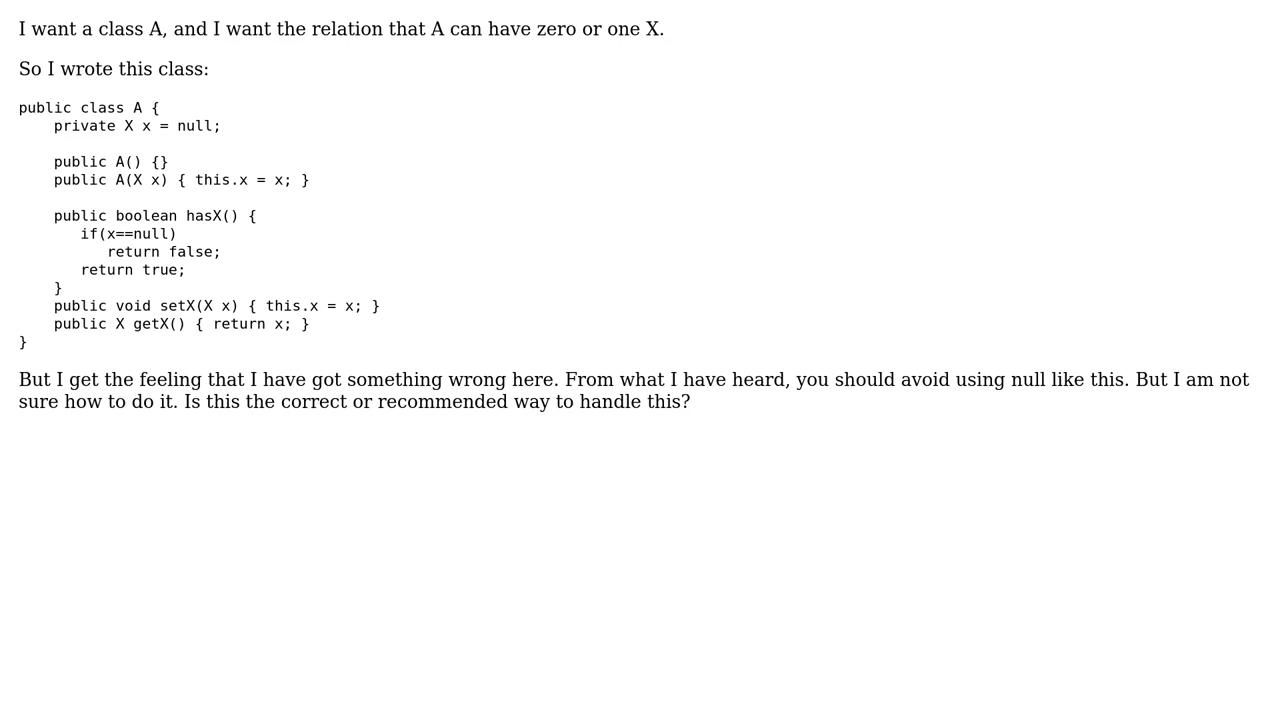 I want a class A, and I want the relation that A can have zero or one X.
So I wrote this class:
public class A {
    private X x = null;

    public A() {}
    public A(X x) { this.x = x; }

    public boolean hasX() {
       if(x==null)
          return false;
       return true;
    }
    public void setX(X x) { this.x = x; }
    public X getX() { return x; }
}
But I get the feeling that I have got something wrong here. From what I have heard, you should avoid using null like this. But I am not
sure how to do it. Is this the correct or recommended way to handle this?